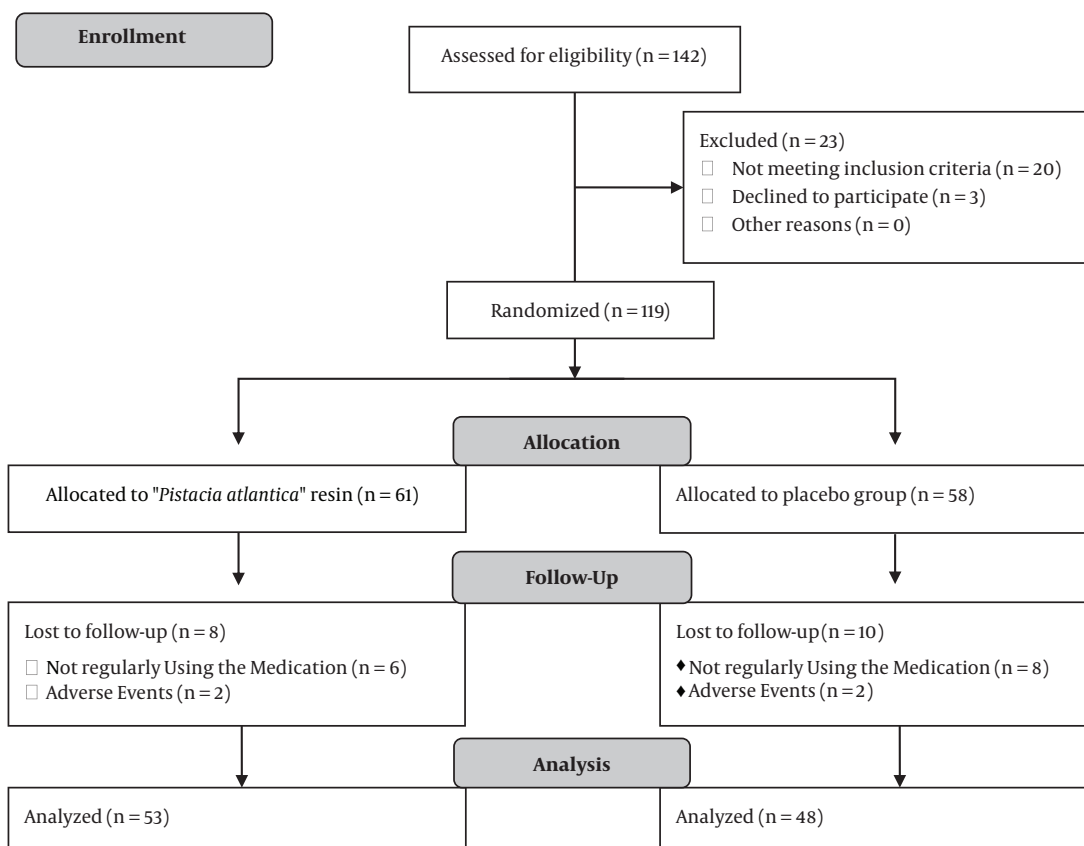 Enrollment
Assessed for eligibility (n = 142)
Excluded (n = 23)
Not meeting inclusion criteria (n = 20)
Declined to participate (n = 3)
Other reasons (n = 0)
Randomized (n = 119)
Allocation
Allocated to "Pistacia atlantica" resin (n = 61)
Allocated to placebo group (n = 58)
Follow-Up
Lost to follow-up (n = 8)
Not regularly Using the Medication (n = 6)
Adverse Events (n = 2)
Lost to follow-up (n = 10)
♦ Not regularly Using the Medication (n = 8)
♦ Adverse Events (n = 2)
Analysis
Analyzed (n = 53)
Analyzed (n = 48)